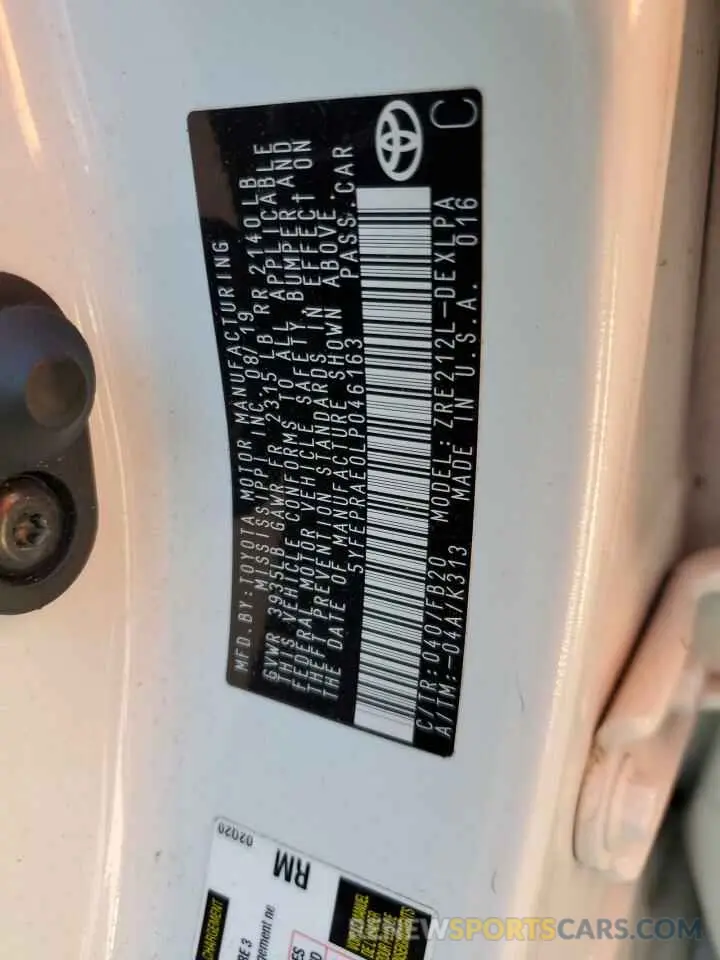 MFD.BY:TOYOTA MOTOR MANUFACTURING
MISSISSIPPI INC. 08/19
GVWR 3935LB GAWR FR 2315 LB RR 2140LB
THIS VEHICLE CONFORMS TO ALL APPLICABLE
FEDERAL MOTOR VEHICLE SAFETY, BUMPER AND
THEFT PREVENTION STANDARDS IN EFFECT ON
THE DATE OF MANUFACTURE SHOWN ABOVE.
5YFEPRAE0LP046163 PASS.CAR
C/TR: 040/FB20 MODEL: ZRE212L-DEXLPA
A/TM:-04A/K313 MADE IN U.S.A. 016
C
02020
RM
CHARGEMENT
RENEWSPORTSCARS.COM